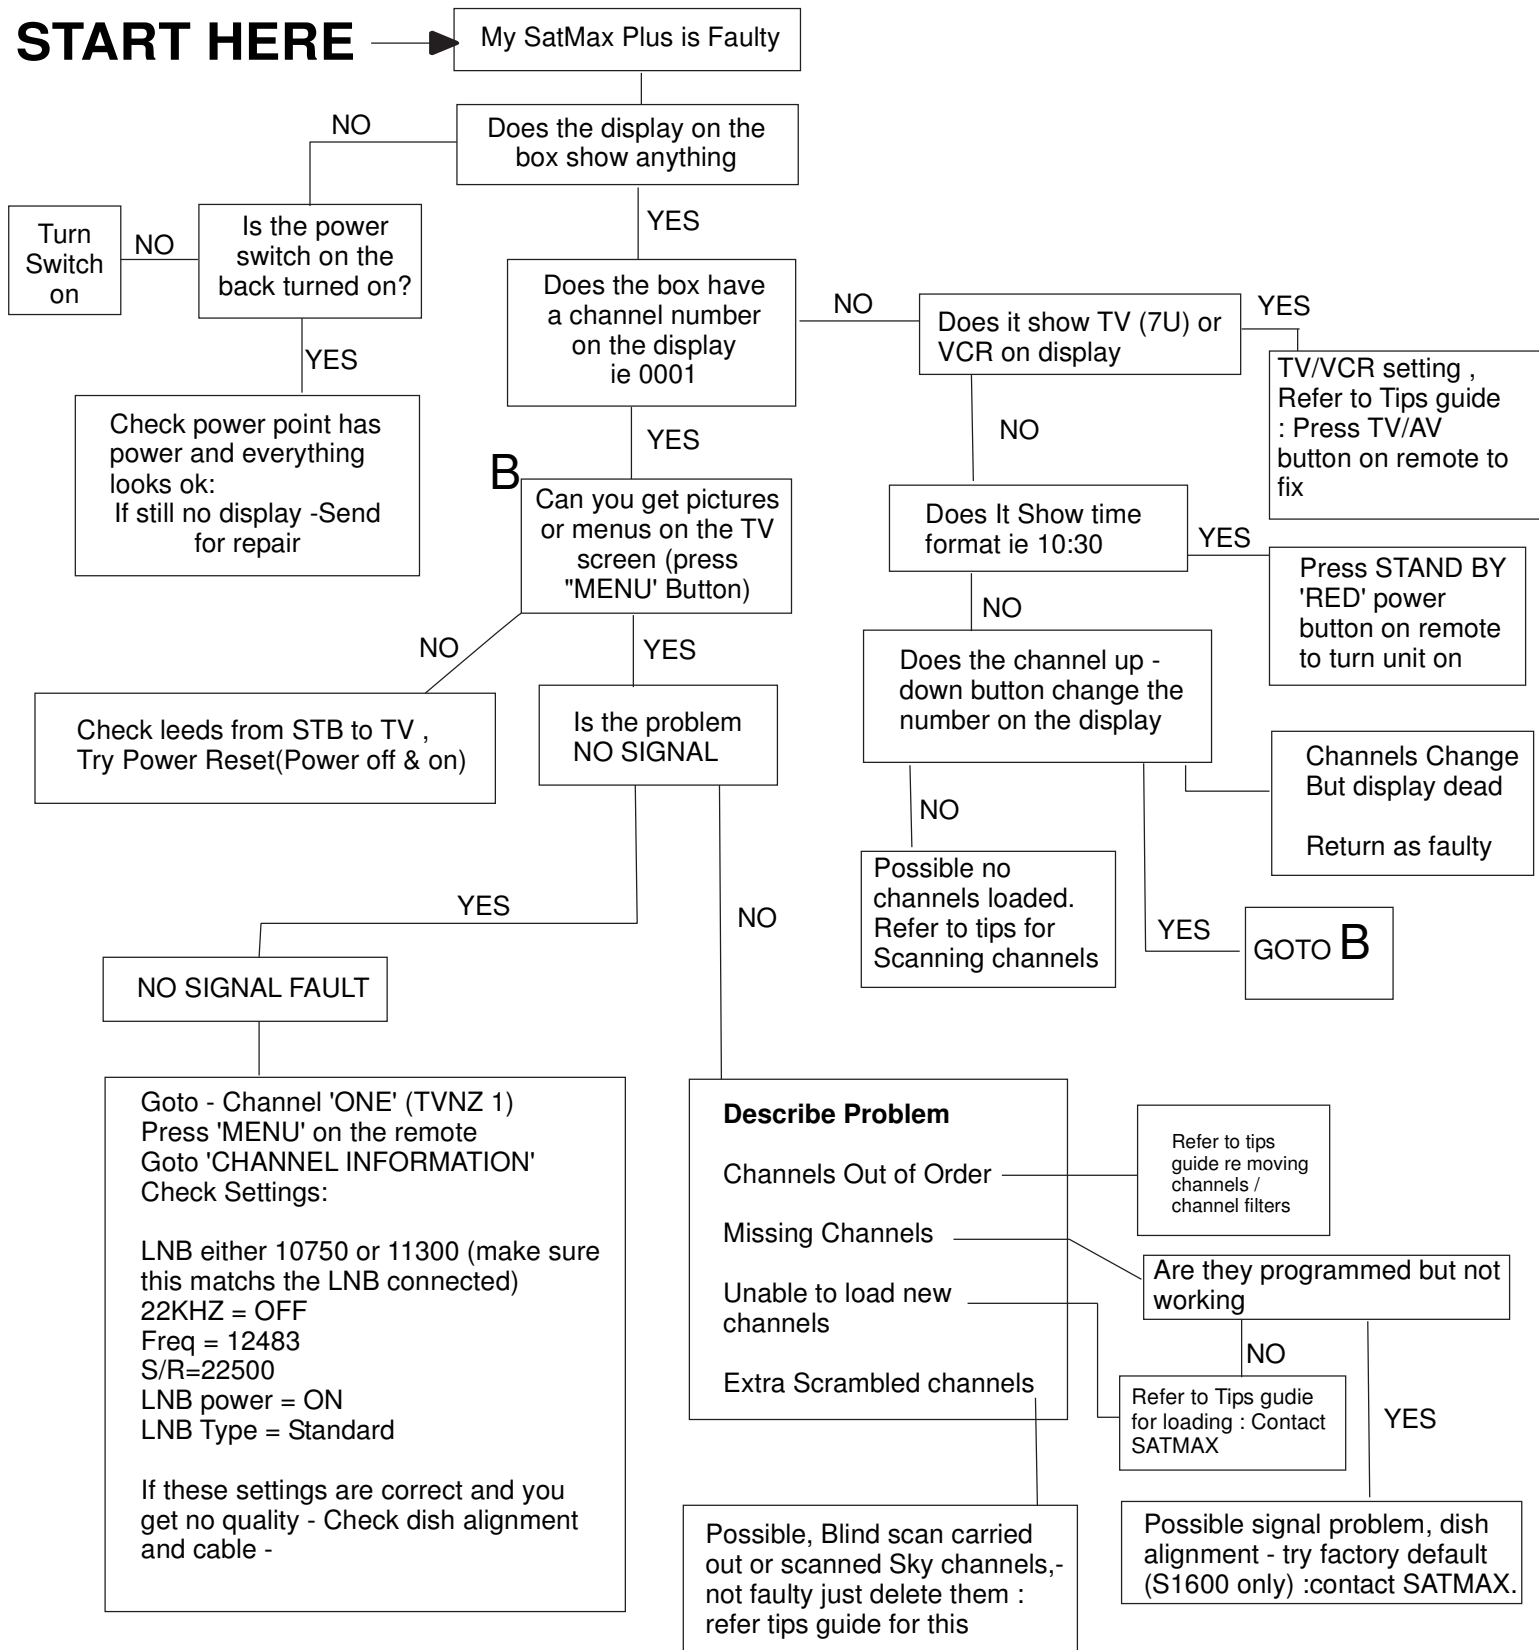 START HERE
My SatMax Plus is Faulty
NO
Does the display on the
box show anything
YES
Turn
Switch
on
NO
Is the power
switch on the
back turned on?
YES
Check power point has
power and everything
looks ok:
If still no display -Send
for repair
Does the box have
a channel number
on the display
ie 0001
NO
Does it show TV (7U) or
VCR on display
YES
TV/VCR setting ,
Refer to Tips guide
: Press TV/AV
button on remote to
fix
YES
NO
B
Can you get pictures
or menus on the TV
screen (press
"MENU' Button)
Does It Show time
format ie 10:30
YES
Press STAND BY
'RED' power
button on remote
to turn unit on
NO
NO
YES
Check leeds from STB to TV ,
Try Power Reset(Power off & on)
Is the problem
NO SIGNAL
Does the channel up -
down button change the
number on the display
Channels Change
But display dead
Return as faulty
NO
Possible no
channels loaded.
Refer to tips for
Scanning channels
YES
GOTO B
YES
NO
NO SIGNAL FAULT
Goto - Channel 'ONE' (TVNZ 1)
Press 'MENU' on the remote
Goto 'CHANNEL INFORMATION'
Check Settings:
LNB either 10750 or 11300 (make sure
this matchs the LNB connected)
22KHZ = OFF
Freq = 12483
S/R=22500
LNB power = ON
LNB Type = Standard
If these settings are correct and you
get no quality - Check dish alignment
and cable -
Describe Problem
Channels Out of Order
Missing Channels
Unable to load new
channels
Extra Scrambled channels
Refer to tips
guide re moving
channels /
channel filters
Are they programmed but not
working
NO
Refer to Tips gudie
for loading : Contact
SATMAX
YES
Possible, Blind scan carried
out or scanned Sky channels,-
not faulty just delete them :
refer tips guide for this
Possible signal problem, dish
alignment - try factory default
(S1600 only) :contact SATMAX.